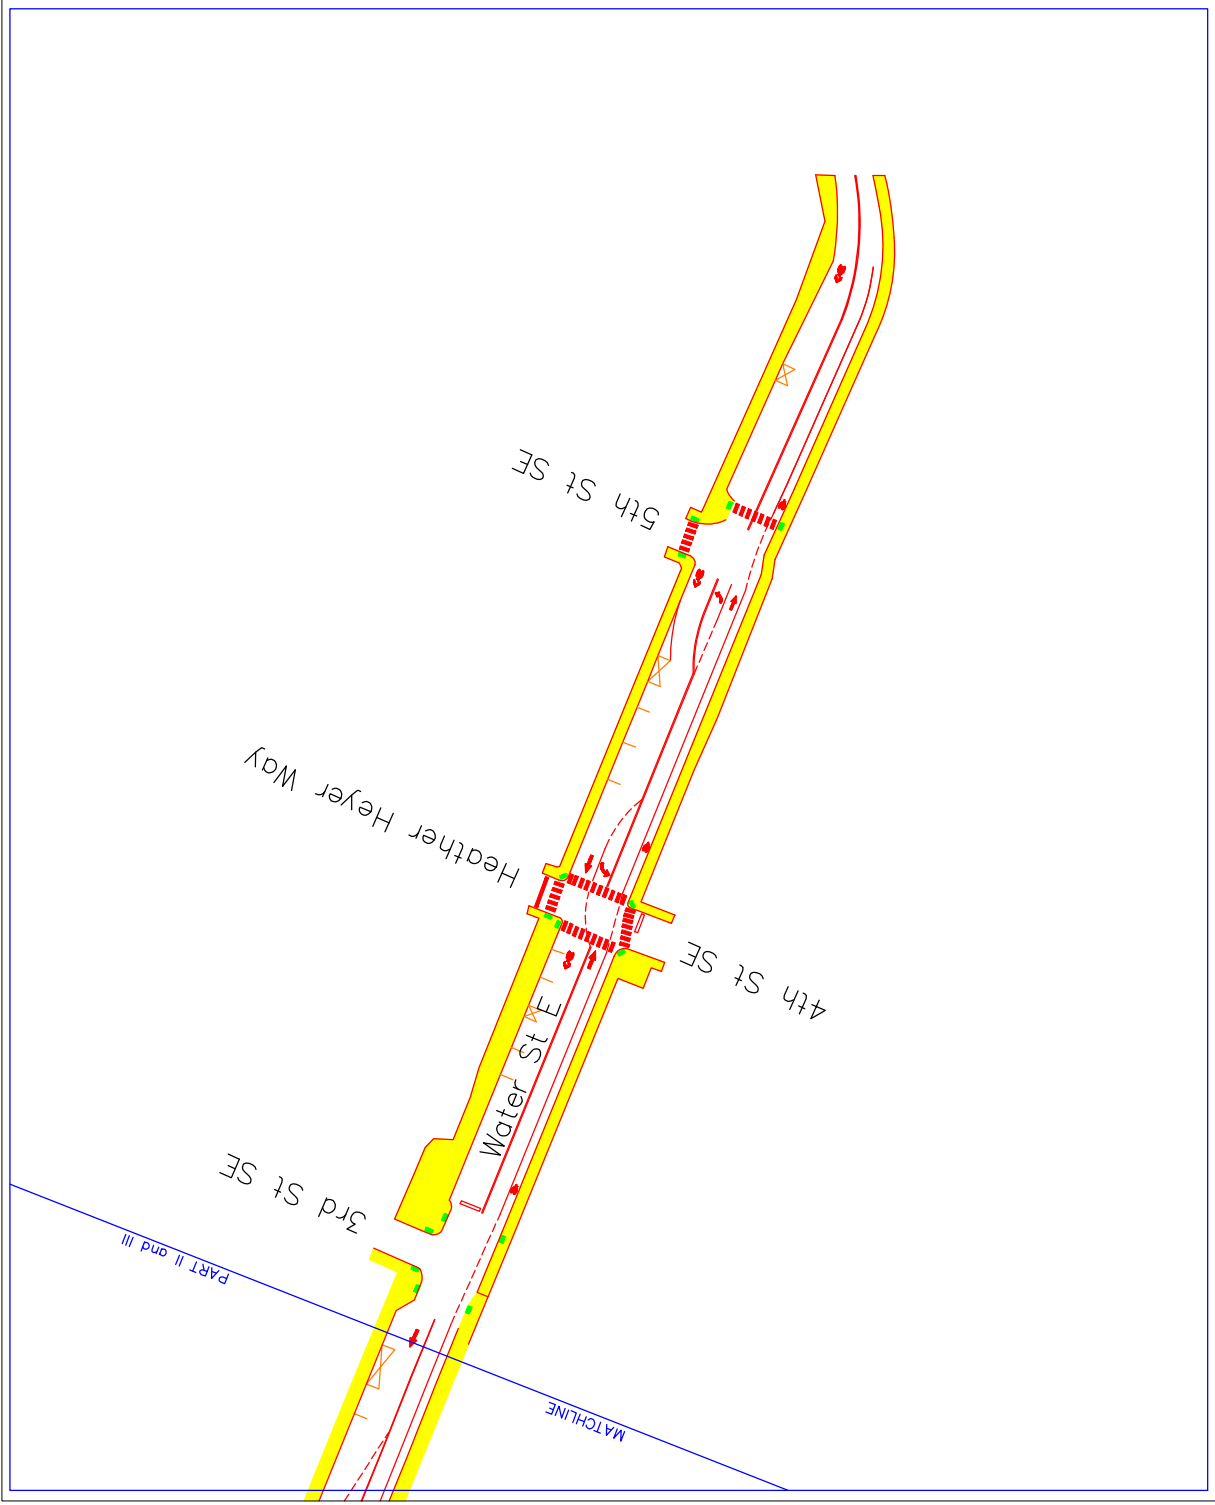 5th St SE
Heather Heyer Way
4th St SE
Water St E
3rd St SE
PART II and III
MATCHLINE